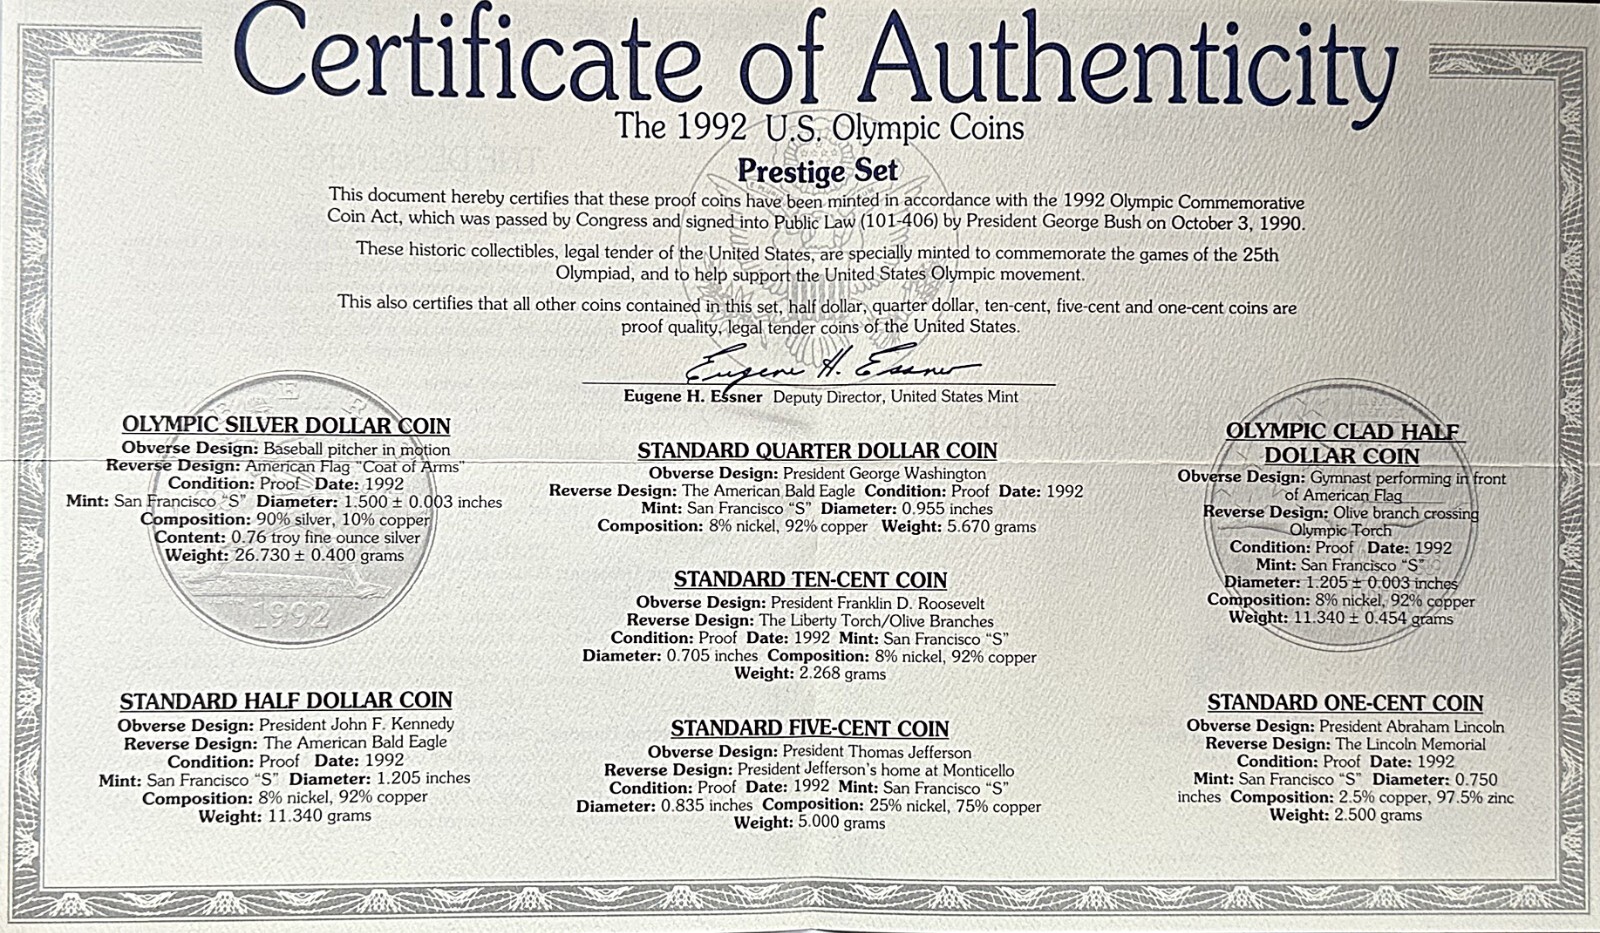 Certificate of Authenticity
The 1992 U.S. Olympic Coins
Prestige Set
This document hereby certifies that these proof coins have been minted in accordance with the 1992 Olympic Commemorative
Coin Act, which was passed by Congress and signed into Public Law (101-406) by President George Bush on October 3, 1990.
These historic collectibles, legal tender of the United States, are specially minted to commemorate the games of the 25th
Olympiad, and to help support the United States Olympic movement.
This also certifies that all other coins contained in this set, half dollar, quarter dollar, ten-cent, five-cent and one-cent coins are
proof quality, legal tender coins of the United States.
Eugene H. Essner
Eugene H. Essner Deputy Director, United States Mint
OLYMPIC SILVER DOLLAR COIN
Obverse Design: Baseball pitcher in motion
Reverse Design: American Flag "Coat of Arms"
Condition: Proof Date: 1992
Mint: San Francisco "S" Diameter: 1.500 ± 0.003 inches
Composition: 90% silver, 10% copper
Content: 0.76 troy fine ounce silver
Weight: 26.730 ± 0.400 grams
1992
STANDARD HALF DOLLAR COIN
Obverse Design: President John F. Kennedy
Reverse Design: The American Bald Eagle
Condition: Proof Date: 1992
Mint: San Francisco "S" Diameter: 1.205 inches
Composition: 8% nickel, 92% copper
Weight: 11.340 grams
STANDARD QUARTER DOLLAR COIN
Obverse Design: President George Washington
Reverse Design: The American Bald Eagle Condition: Proof Date: 1992
Mint: San Francisco "S" Diameter: 0.955 inches
Composition: 8% nickel, 92% copper Weight: 5.670 grams
STANDARD TEN-CENT COIN
Obverse Design: President Franklin D. Roosevelt
Reverse Design: The Liberty Torch/Olive Branches
Condition: Proof Date: 1992 Mint: San Francisco "S"
Diameter: 0.705 inches Composition: 8% nickel, 92% copper
Weight: 2.268 grams
STANDARD FIVE-CENT COIN
Obverse Design: President Thomas Jefferson
Reverse Design: President Jefferson's home at Monticello
Condition: Proof Date: 1992 Mint: San Francisco "S"
Diameter: 0.835 inches Composition: 25% nickel, 75% copper
Weight: 5.000 grams
OLYMPIC CLAD HALF
DOLLAR COIN
Obverse Design: Gymnast performing in front
of American Flag
Reverse Design: Olive branch crossing
Olympic Torch
Condition: Proof Date: 1992
Mint: San Francisco "S"
Diameter: 1.205 ± 0.003 inches
Composition: 8% nickel, 92% copper
Weight: 11.340 ± 0.454 grams
STANDARD ONE-CENT COIN
Obverse Design: President Abraham Lincoln
Reverse Design: The Lincoln Memorial
Condition: Proof Date: 1992
Mint: San Francisco "S" Diameter: 0.750
inches Composition: 2.5% copper, 97.5% zinc
Weight: 2.500 grams